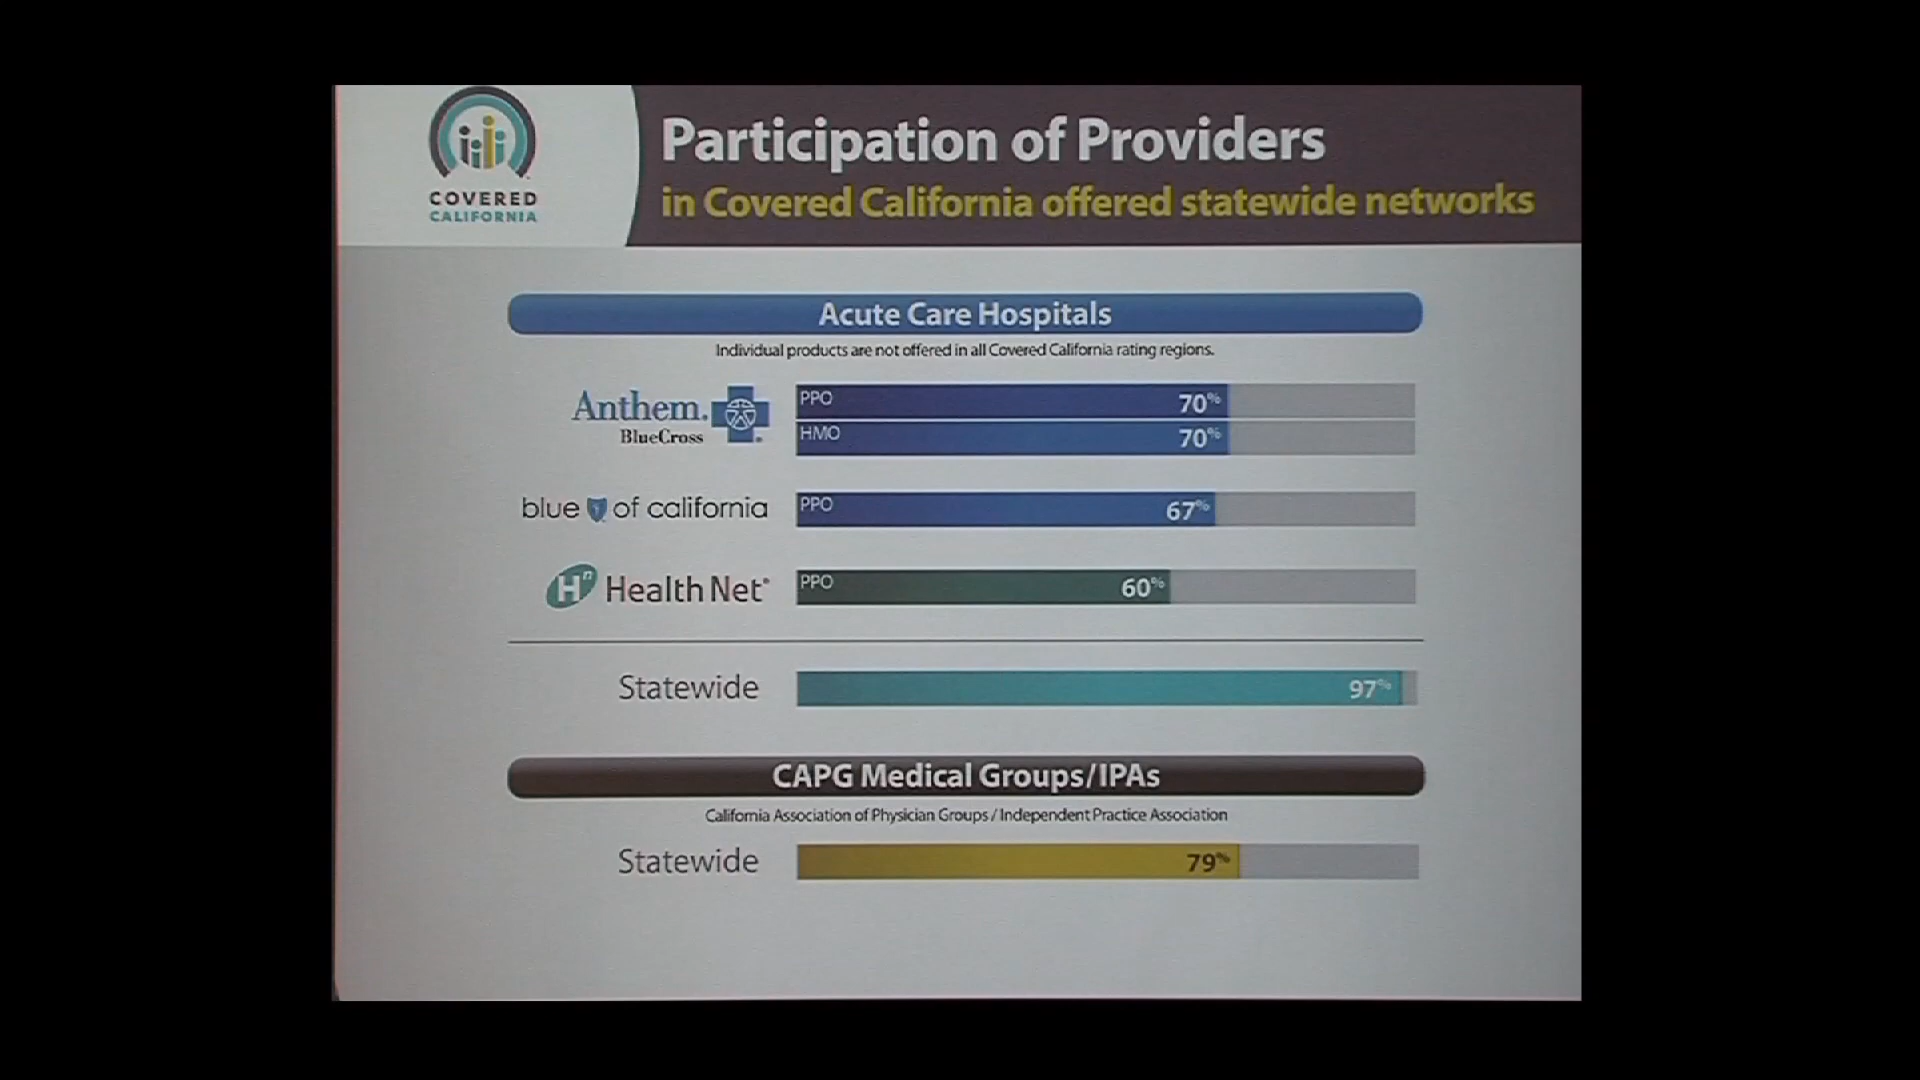 COVERED
CALIFORNIA
Participation of Providers
in Covered California offered statewide networks
Acute Care Hospitals
Individual products are not offered in all Covered California rating regions.
Anthem.
BlueCross
PPO 70%
HMO 70%
blue of california PPO 67%
Hn Health Net PPO 60%
Statewide 97%
CAPG Medical Groups/IPAs
California Association of Physician Groups / Independent Practice Association
Statewide 79%